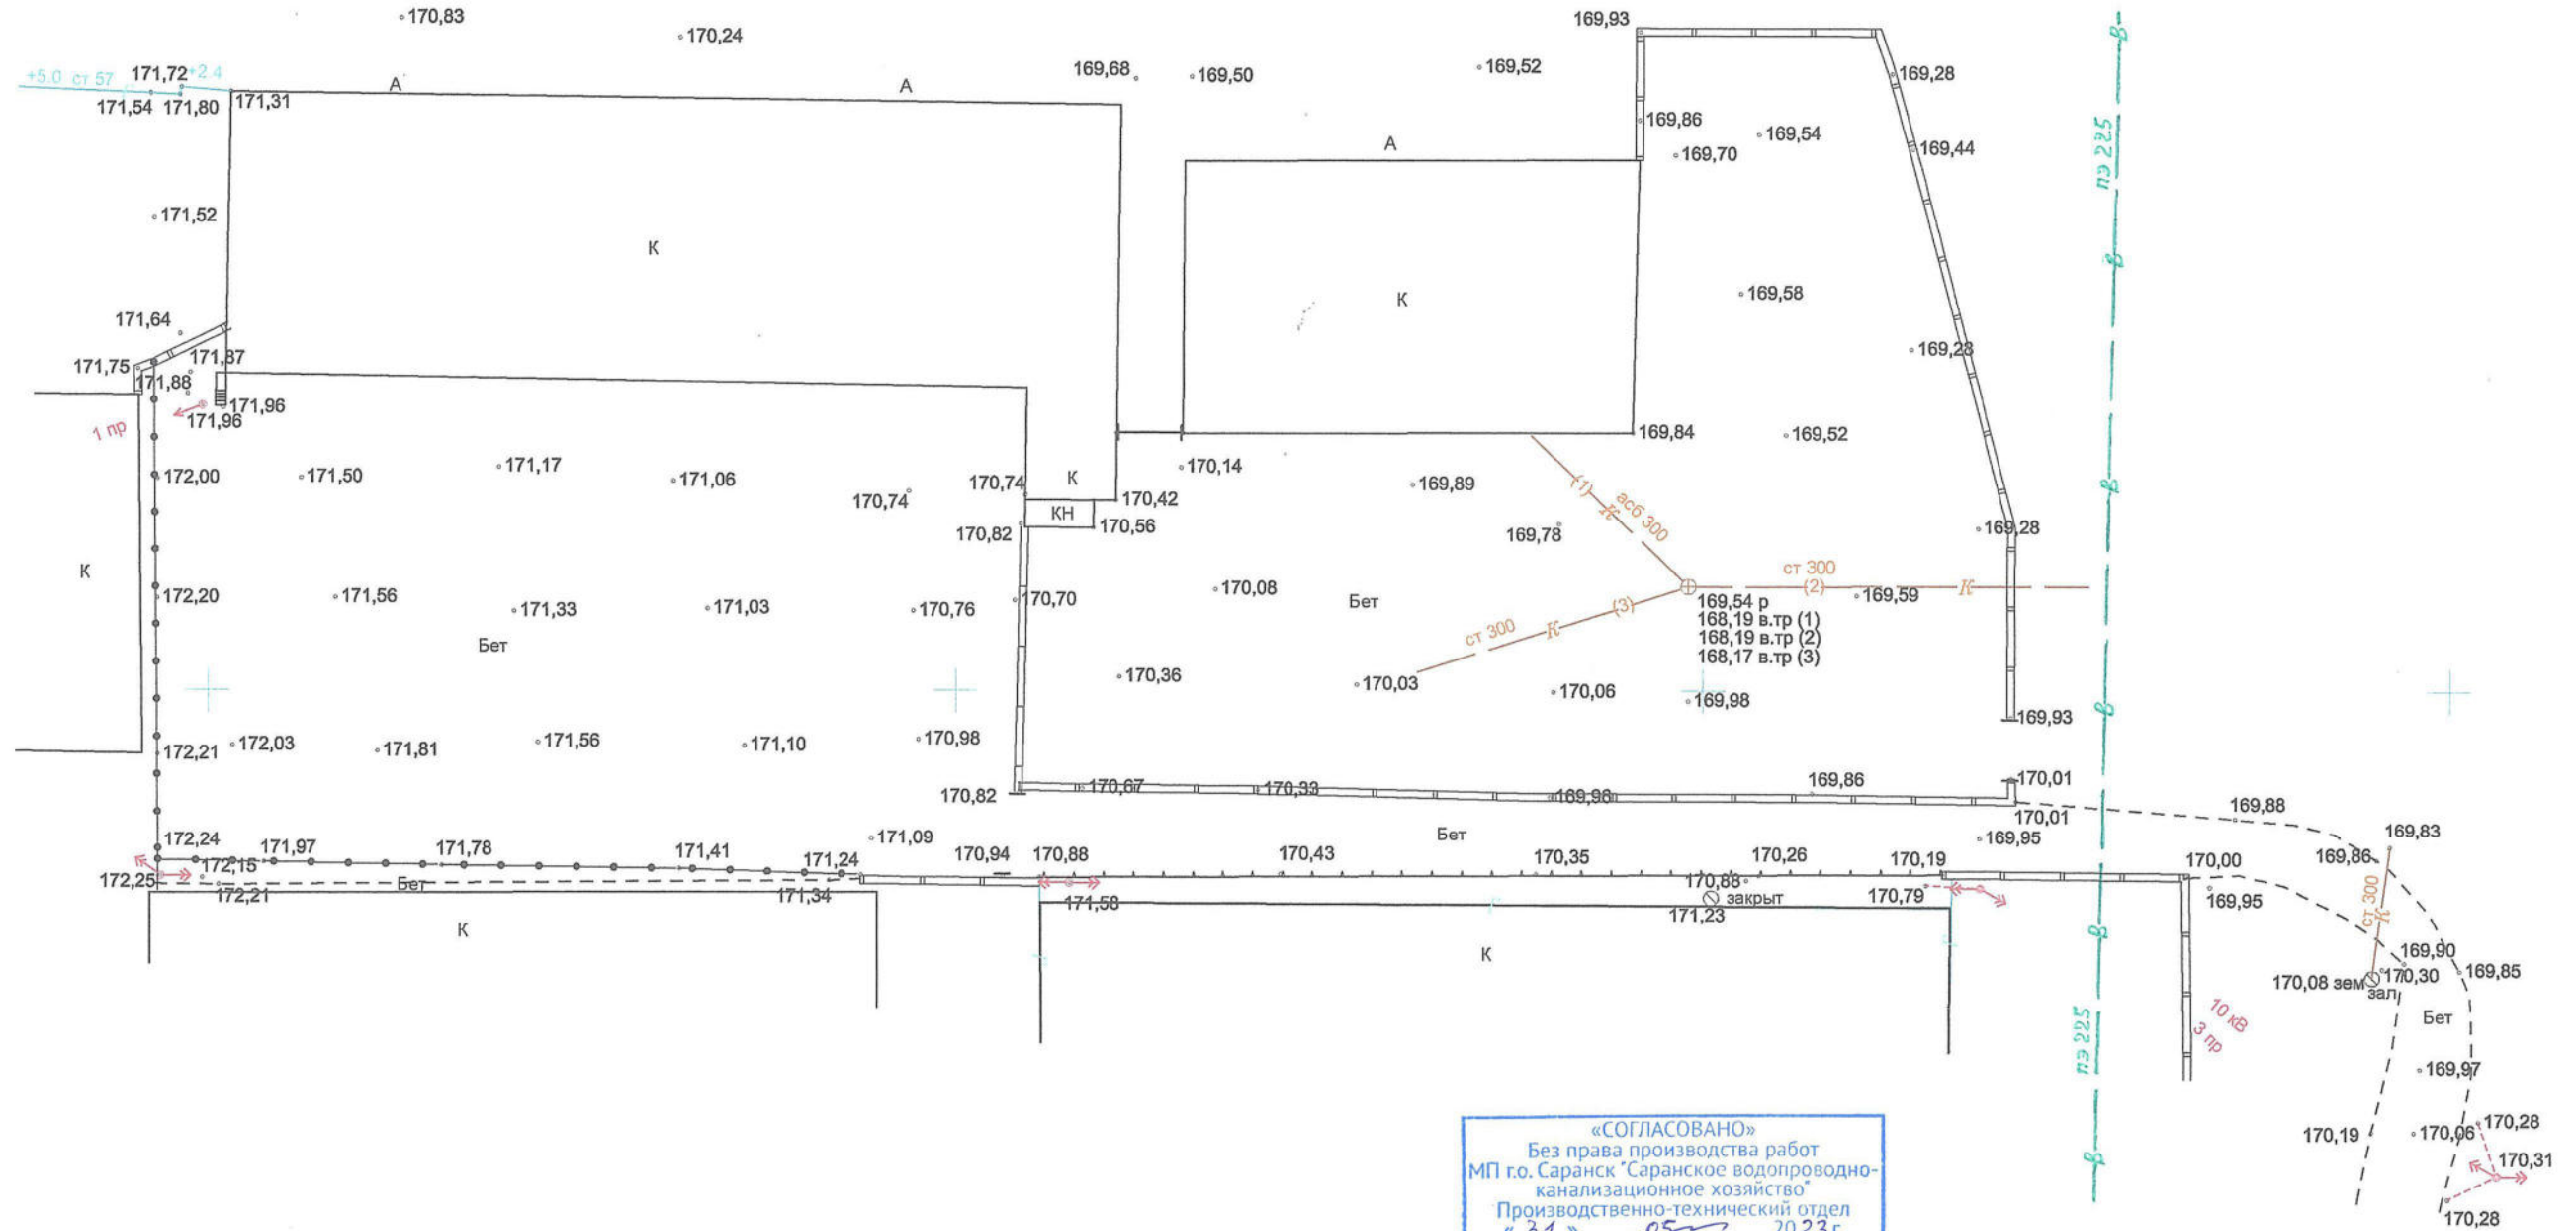 170,83
170,24
169,93
169,68
169,50
169,52
169,28
+5.0 ст 57
171,72
+2.4
171,54
171,80
171,31
А
А
169,86
169,54
169,70
169,44
А
пэ 225
В
171,52
К
К
В
169,58
169,28
171,64
171,87
171,75
171,88
171,96
171,96
1 пр
169,84
169,52
172,00
171,50
171,17
171,06
170,74
170,74
К
170,42
170,14
169,89
(1)
К
асб 300
В
КН
170,56
170,82
169,78
169,28
К
172,20
171,56
171,33
171,03
170,76
170,70
170,08
Бет
ст 300
(2)
К
169,59
(3)
К
ст 300
169,54 р
168,19 в.тр (1)
168,19 в.тр (2)
168,17 в.тр (3)
Бет
170,36
170,03
170,06
169,98
169,93
В
172,21
172,03
171,81
171,56
171,10
170,98
170,82
170,67
170,33
169,98
169,86
170,01
170,01
169,88
172,24
171,97
171,78
171,41
171,24
171,09
170,94
170,88
170,43
Бет
170,35
170,26
170,19
169,95
170,00
169,86
169,83
172,25
172,15
172,21
Бет
171,34
171,58
170,88
закрыт
171,23
170,79
169,95
ст 300
К
К
К
В
169,90
170,30
169,85
170,08 зем
зал
10 кВ
3 пр
Бет
пэ 225
169,97
170,19
170,06
170,28
170,31
170,28
В
«СОГЛАСОВАНО»
Без права производства работ
МП г.о. Саранск "Саранское водопроводно-
канализационное хозяйство"
Производственно-технический отдел
« 31 » 05 2023 г.